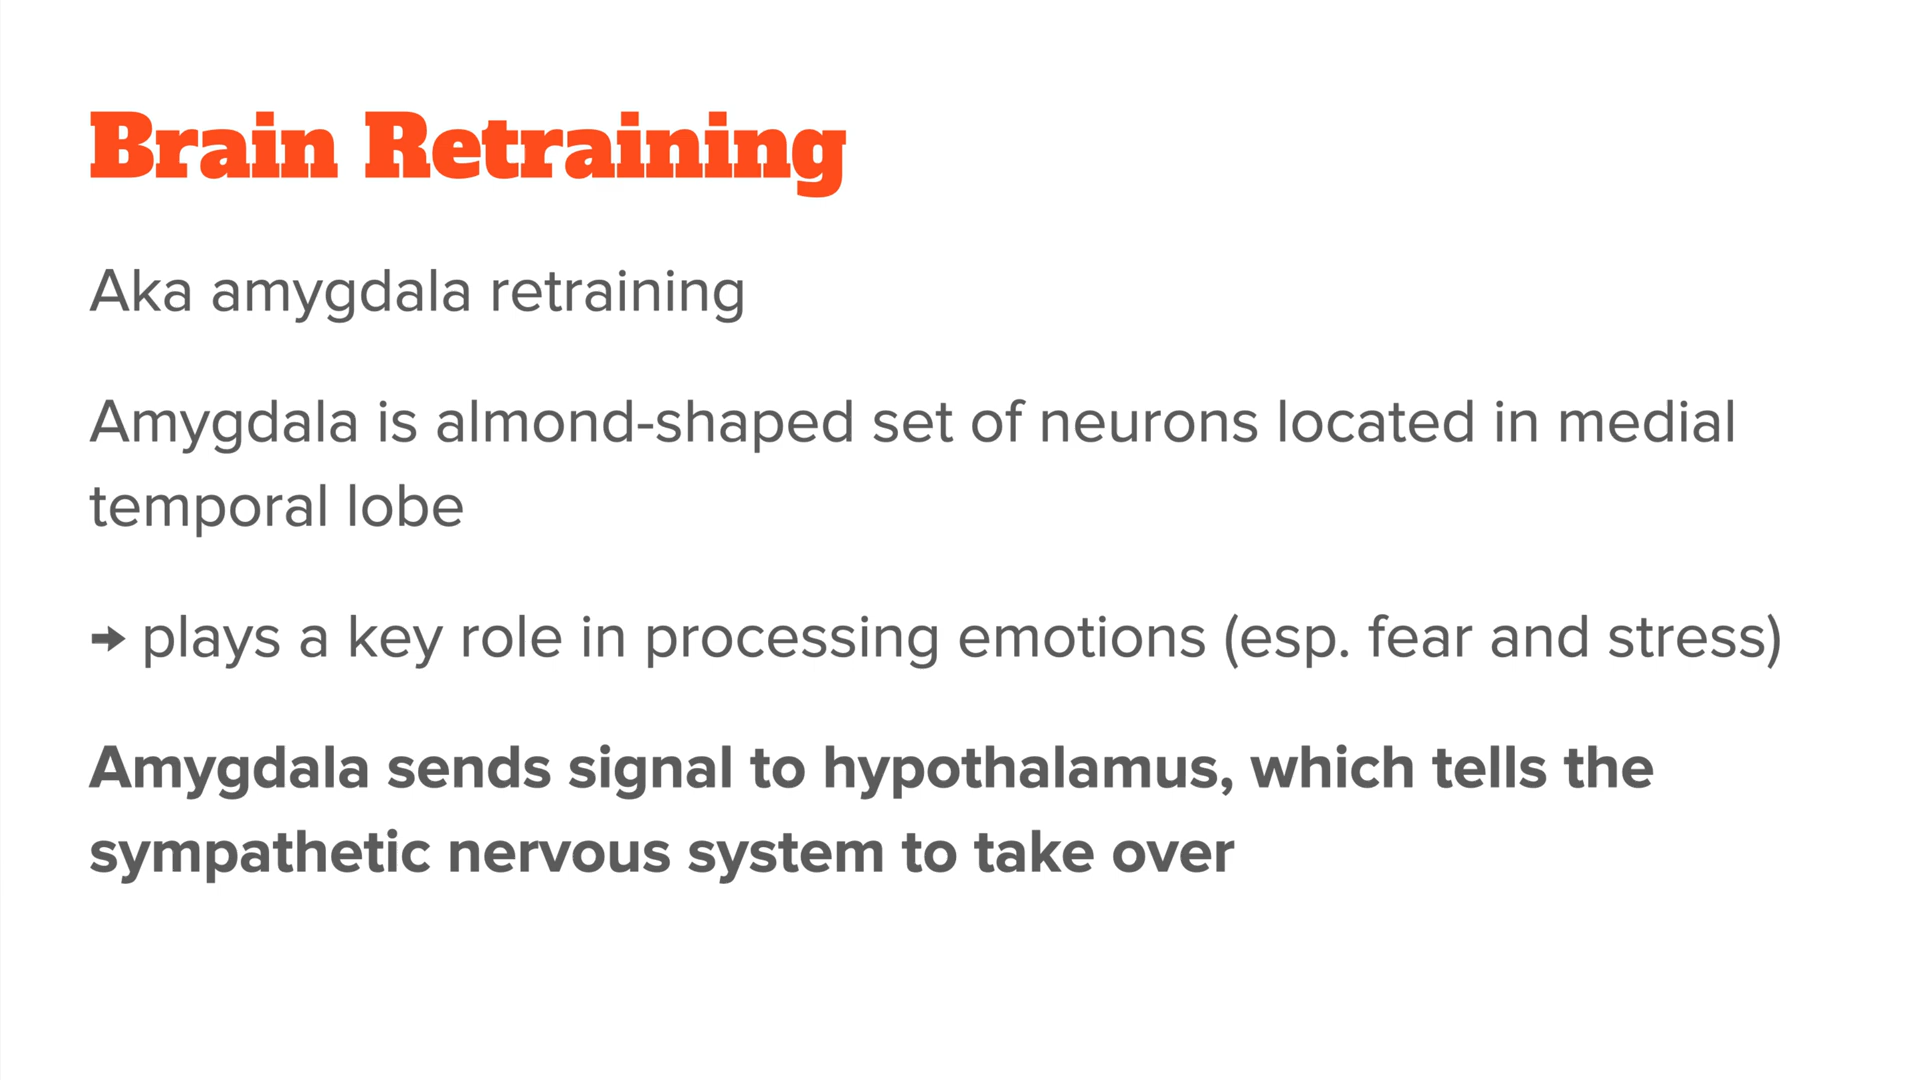 Brain Retraining
Aka amygdala retraining
Amygdala is almond-shaped set of neurons located in medial
temporal lobe
➡ plays a key role in processing emotions (esp. fear and stress)
Amygdala sends signal to hypothalamus, which tells the
sympathetic nervous system to take over